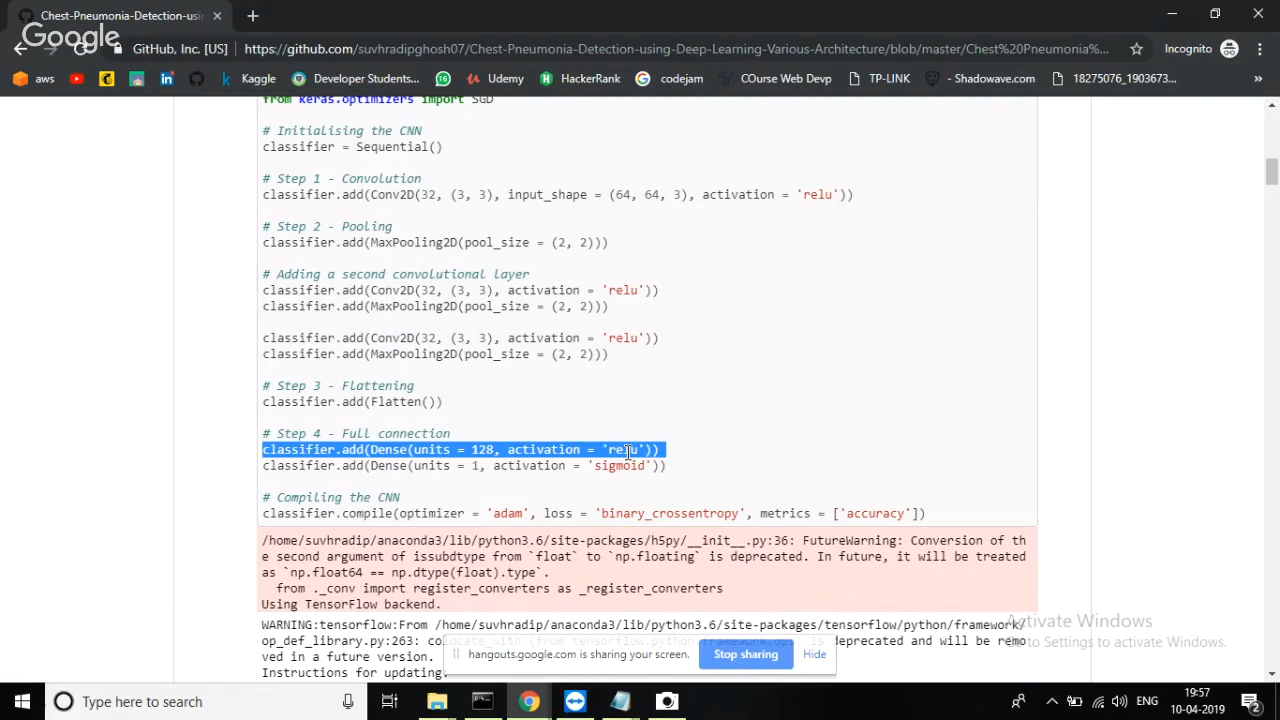 Chest-Pneumonia-Detection-usin
Google
GitHub, Inc. [US]
https://github.com/suvhradipghosh07/Chest-Pneumonia-Detection-using-Deep-Learning-Various-Architecture/blob/master/Chest%20Pneumonia%...
Incognito
aws
Kaggle
Developer Students...
Udemy
HackerRank
codejam
COurse Web Devp
TP-LINK
- Shadowave.com
18275076_1903673...
»
from keras.optimizers import SGD
# Initialising the CNN
classifier = Sequential()
# Step 1 - Convolution
classifier.add(Conv2D(32, (3, 3), input_shape = (64, 64, 3), activation = 'relu'))
# Step 2 - Pooling
classifier.add(MaxPooling2D(pool_size = (2, 2)))
# Adding a second convolutional layer
classifier.add(Conv2D(32, (3, 3), activation = 'relu'))
classifier.add(MaxPooling2D(pool_size = (2, 2)))
classifier.add(Conv2D(32, (3, 3), activation = 'relu'))
classifier.add(MaxPooling2D(pool_size = (2, 2)))
# Step 3 - Flattening
classifier.add(Flatten())
# Step 4 - Full connection
classifier.add(Dense(units = 128, activation = 'relu'))
classifier.add(Dense(units = 1, activation = 'sigmoid'))
# Compiling the CNN
classifier.compile(optimizer = 'adam', loss = 'binary_crossentropy', metrics = ['accuracy'])
/home/suvhradip/anaconda3/lib/python3.6/site-packages/h5py/__init__.py:36: FutureWarning: Conversion of th
e second argument of issubdtype from `float` to `np.floating` is deprecated. In future, it will be treated
as `np.float64 == np.dtype(float).type`.
from ._conv import register_converters as _register_converters
Using TensorFlow backend.
WARNING:tensorflow:From /home/suvhradip/anaconda3/lib/python3.6/site-packages/tensorflow/python/framework/
op_def_library.py:263: colocate_with (from tensorflow.python.framework.ops) is deprecated and will be remo
ved in a future version.
Instructions for updating:
Activate Windows
Go to Settings to activate Windows.
hangouts.google.com is sharing your screen.
Stop sharing
Hide
Type here to search
ENG
19:57
10-04-2019
2